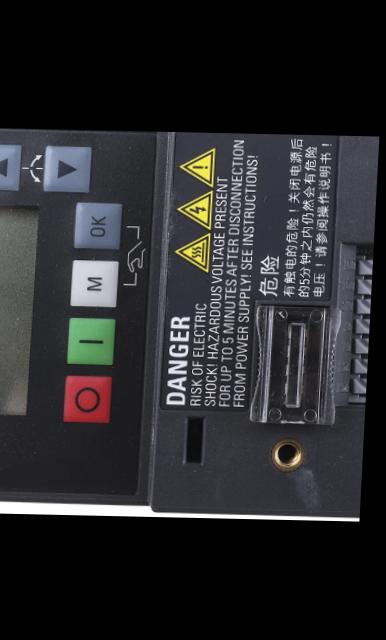 OK
M
DANGER
RISK OF ELECTRIC
SHOCK! HAZARDOUS VOLTAGE PRESENT
FOR UP TO 5 MINUTES AFTER DISCONNECTION
FROM POWER SUPPLY! SEE INSTRUCTIONS!
危险
有触电的危险！关闭电源后
的5分钟之内仍然会有危险
电压！请参阅操作说明书！